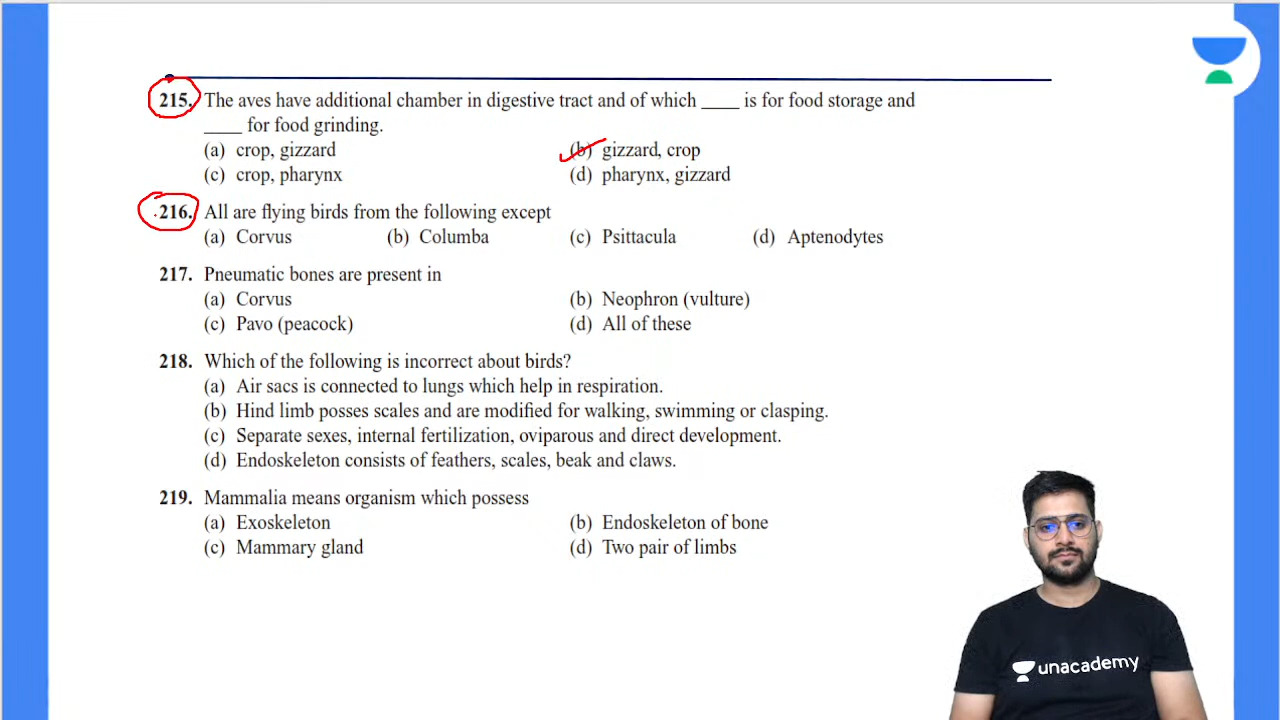 215. The aves have additional chamber in digestive tract and of which ____ is for food storage and
____ for food grinding.
(a) crop, gizzard (b) gizzard, crop
(c) crop, pharynx (d) pharynx, gizzard
216. All are flying birds from the following except
(a) Corvus (b) Columba (c) Psittacula (d) Aptenodytes
217. Pneumatic bones are present in
(a) Corvus (b) Neophron (vulture)
(c) Pavo (peacock) (d) All of these
218. Which of the following is incorrect about birds?
(a) Air sacs is connected to lungs which help in respiration.
(b) Hind limb posses scales and are modified for walking, swimming or clasping.
(c) Separate sexes, internal fertilization, oviparous and direct development.
(d) Endoskeleton consists of feathers, scales, beak and claws.
219. Mammalia means organism which possess
(a) Exoskeleton (b) Endoskeleton of bone
(c) Mammary gland (d) Two pair of limbs
unacademy